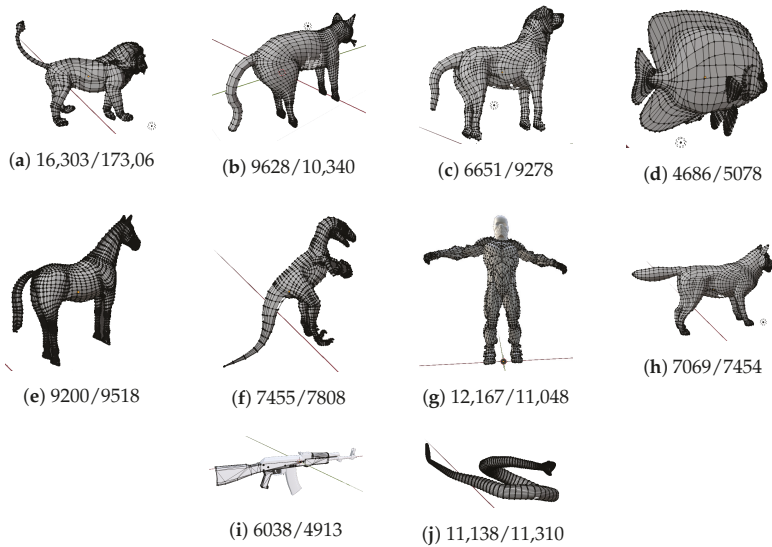 (a) 16,303/173,06
(b) 9628/10,340
(c) 6651/9278
(d) 4686/5078
(e) 9200/9518
(f) 7455/7808
(g) 12,167/11,048
(h) 7069/7454
(i) 6038/4913
(j) 11,138/11,310